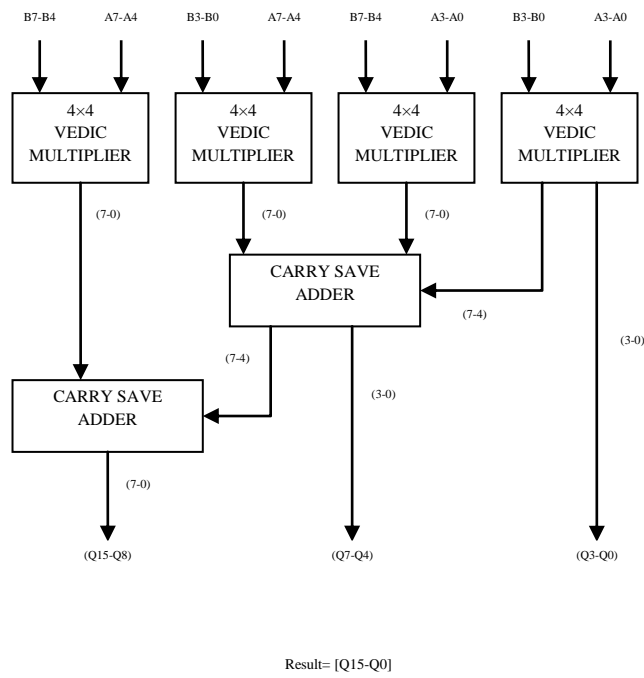 B7-B4 A7-A4 B3-B0 A7-A4 B7-B4 A3-A0 B3-B0 A3-A0
4×4 4×4 4×4 4×4
VEDIC VEDIC VEDIC VEDIC
MULTIPLIER MULTIPLIER MULTIPLIER MULTIPLIER
(7-0) (7-0) (7-0)
CARRY SAVE
ADDER
(7-4)
(3-0)
(7-4)
CARRY SAVE
ADDER
(3-0)
(7-0)
(Q15-Q8) (Q7-Q4) (Q3-Q0)
Result= [Q15-Q0]